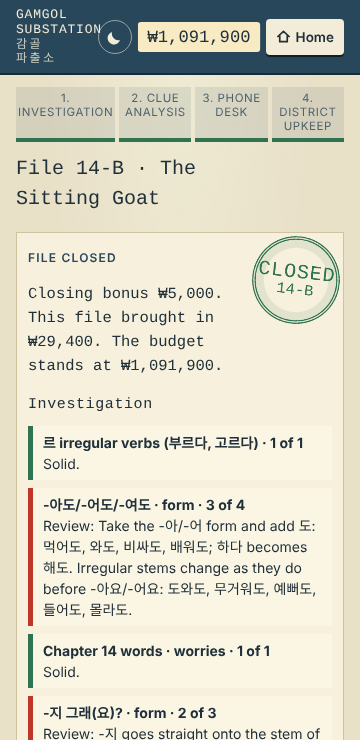 GAMGOL
SUBSTATION
감골
파출소
₩1,091,900
Home
1.
INVESTIGATION
2. CLUE
ANALYSIS
3. PHONE
DESK
4.
DISTRICT
UPKEEP
File 14-B · The
Sitting Goat
FILE CLOSED
CLOSED
14-B
Closing bonus ₩5,000.
This file brought in
₩29,400. The budget
stands at ₩1,091,900.
Investigation
르 irregular verbs (부르다, 고르다) · 1 of 1
Solid.
-아도/-어도/-여도 · form · 3 of 4
Review: Take the -아/-어 form and add 도:
먹어도, 와도, 비싸도, 배워도; 하다 becomes
해도. Irregular stems change as they do
before -아요/-어요: 도와도, 무거워도, 예뻐도,
들어도, 몰라도.
Chapter 14 words · worries · 1 of 1
Solid.
-지 그래(요)? · form · 2 of 3
Review: -지 goes straight onto the stem of